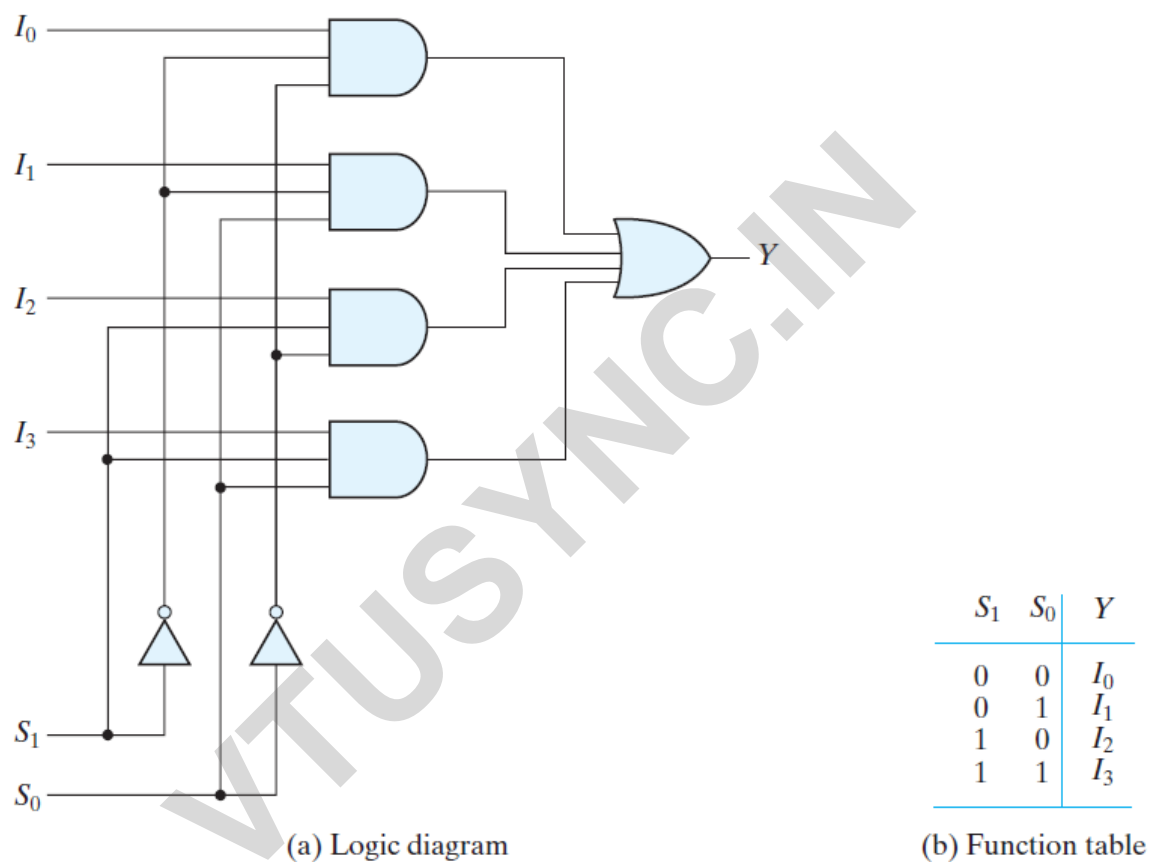 I0
I1
I2
I3
S1
S0
Y
VTUSYNC.IN
(a) Logic diagram
S1 S0 Y
0 0 I0
0 1 I1
1 0 I2
1 1 I3
(b) Function table